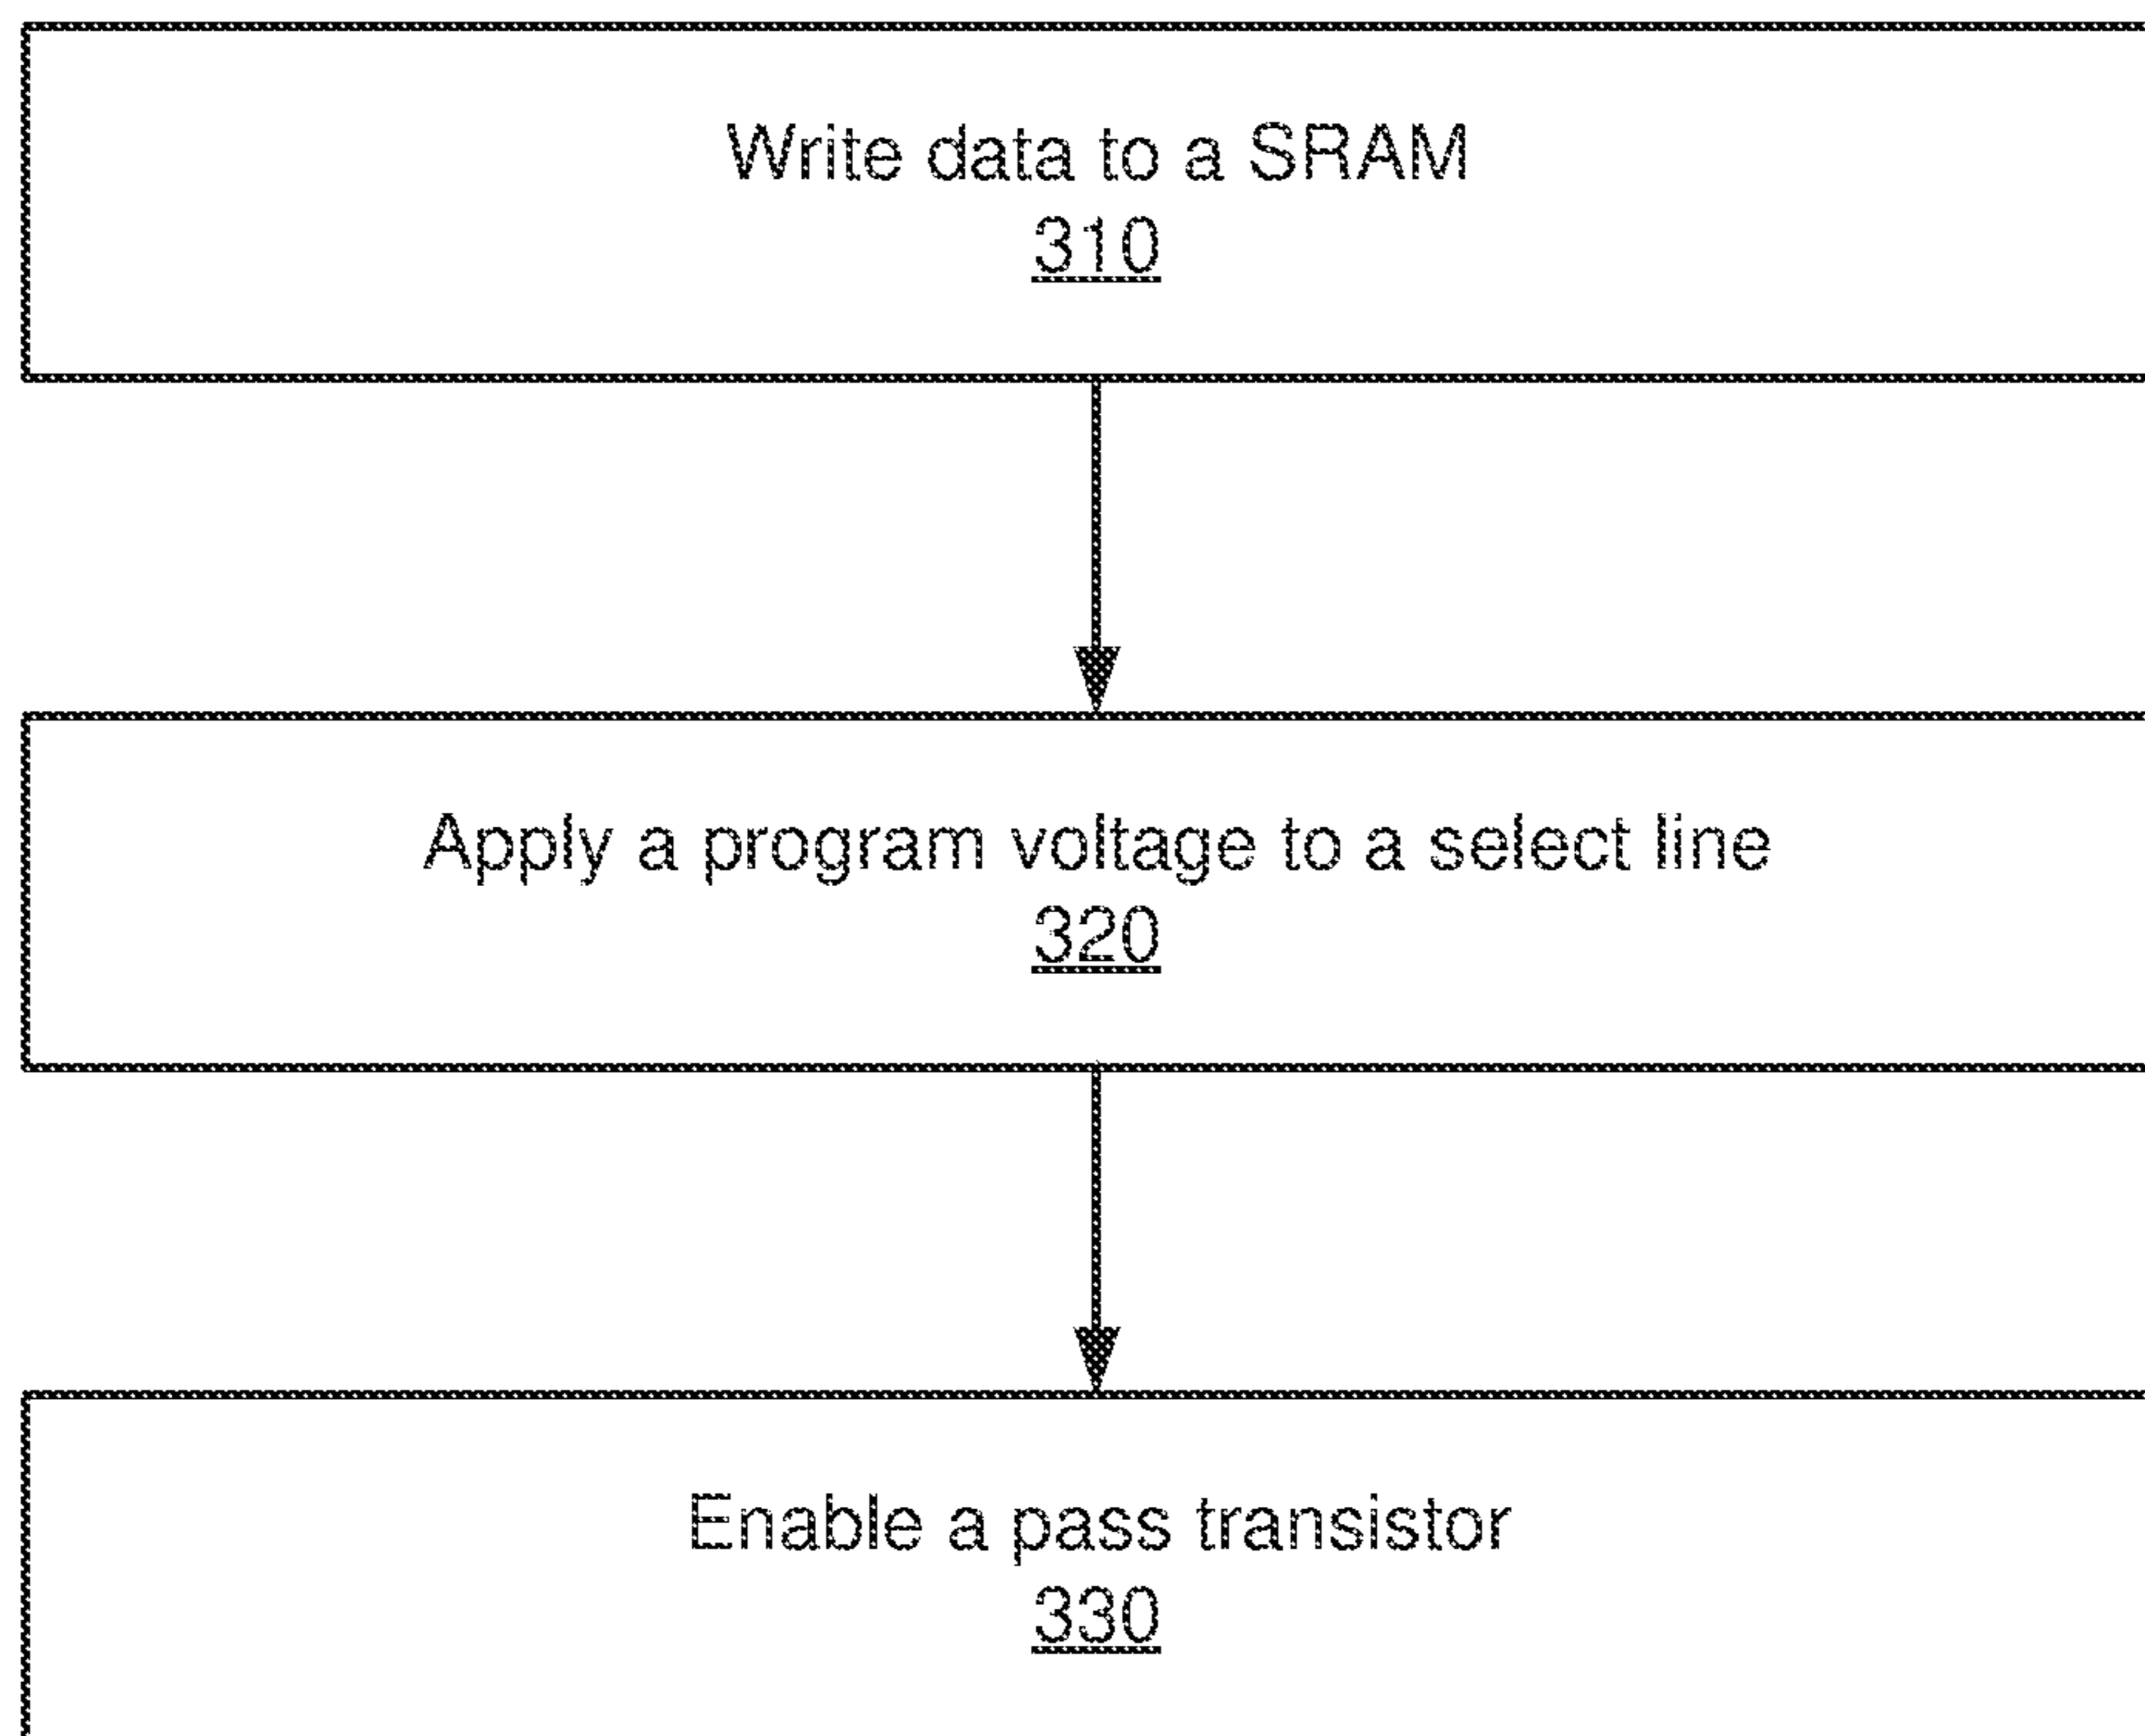 Write data to a SRAM
310
Apply a program voltage to a select line
320
Enable a pass transistor
330